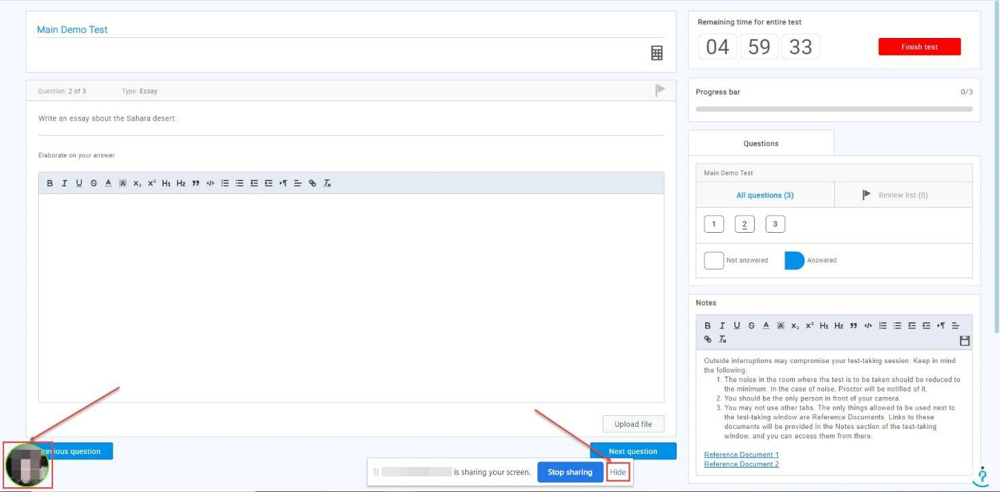 Main Demo Test
Remaining time for entire test
04 59 33
Finish test
Question: 2 of 3 Type: Essay
Progress bar 0/3
Write an essay about the Sahara desert.
Elaborate on your answer
B I U S A A X₂ X² H1 H2 ” </> Tx
Questions
Main Demo Test
All questions (3) Review list (0)
1 2 3
Not answered Answered
Notes
B I U S A A X₂ X² H1 H2 ” </>
Tx
Outside interruptions may compromise your test-taking session. Keep in mind
the following:
1. The noise in the room where the test is to be taken should be reduced to
the minimum. In the case of noise, Proctor will be notified of it.
2. You should be the only person in front of your camera.
3. You may not use other tabs. The only things allowed to be used next to
the test-taking window are Reference Documents. Links to these
documents will be provided in the Notes section of the test-taking
window, and you can access them from there.
Reference Document 1
Reference Document 2
Upload file
question
Next question
is sharing your screen. Stop sharing Hide